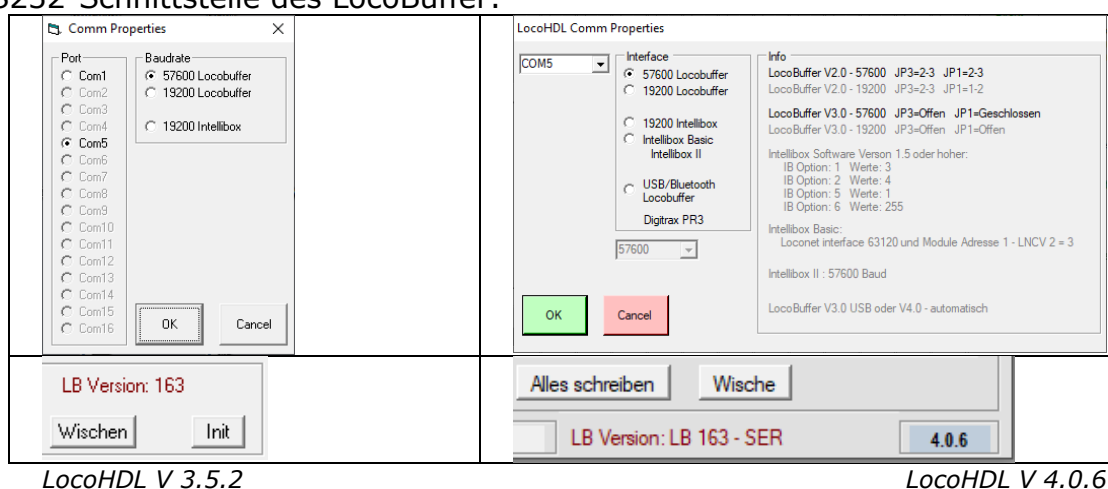 3232 Schnittstelle des LocoBuffer:
Comm Properties
Port
Com1
Com2
Com3
Com4
Com5
Com6
Com7
Com8
Com9
Com10
Com11
Com12
Com13
Com14
Com15
Com16
Baudrate
57600 Locobuffer
19200 Locobuffer
19200 Intellibox
OK
Cancel
LocoHDL Comm Properties
COM5
Interface
57600 Locobuffer
19200 Locobuffer
19200 Intellibox
Intellibox Basic
Intellibox II
USB/Bluetooth
Locobuffer
Digitrax PR3
57600
OK
Cancel
Info
LocoBuffer V2.0 - 57600 JP3=2-3 JP1=2-3
LocoBuffer V2.0 - 19200 JP3=2-3 JP1=1-2
LocoBuffer V3.0 - 57600 JP3=Offen JP1=Geschlossen
LocoBuffer V3.0 - 19200 JP3=Offen JP1=Offen
Intellibox Software Verson 1.5 oder hoher:
IB Option: 1 Werte: 3
IB Option: 2 Werte: 4
IB Option: 5 Werte: 1
IB Option: 6 Werte: 255
Intellibox Basic:
Loconet interface 63120 und Module Adresse 1 - LNCV 2 = 3
Intellibox II : 57600 Baud
LocoBuffer V3.0 USB oder V4.0 - automatisch
LB Version: 163
Wischen
Init
Alles schreiben
Wische
LB Version: LB 163 - SER
4.0.6
LocoHDL V 3.5.2
LocoHDL V 4.0.6